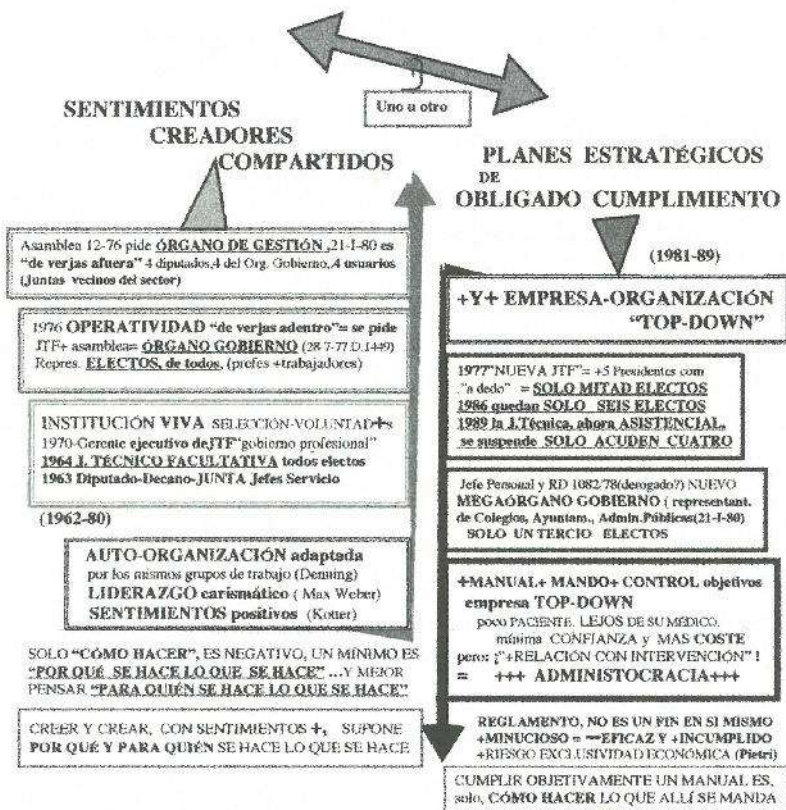 Uno a otro
SENTIMIENTOS
CREADORES
COMPARTIDOS
Asamblea 12-76 pide ÓRGANO DE GESTIÓN ,21-I-80 es
“de verjas afuera” 4 diputados,4 del Org. Gobierno,.4 usuarios
(Juntas vecinos del sector)
1976 OPERATIVIDAD “de verjas adentro”= se pide
JTF+ asamblea= ÓRGANO GOBIERNO (28 7-77 D.1449)
Repres. ELECTOS, de todos, (prefes +trabajadores)
INSTITUCIÓN VIVA SELECCIÓN-VOLUNTAD+s
1970-Gerente ejecutivo deJTF“gobierno profesional”
1964 J. TÉCNICO FACULTATIVA todos electos
1963 Diputado-Decano-JUNTA Jefes Servicio
(1962-80)
AUTO-ORGANIZACIÓN adaptada
por los mismos grupos de trabajo (Denning)
LIDERAZGO carismático ( Max Weber)
SENTIMIENTOS positivos (Kotter)
SOLO “CÓMO HACER”, ES NEGATIVO, UN MÍNIMO ES
“POR QUÉ SE HACE LO QUE SE HACE” ...Y MEJOR
PENSAR “PARA QUIÉN SE HACE LO QUE SE HACE”
CREER Y CREAR, CON SENTIMIENTOS +, SUPONE
POR QUÉ Y PARA QUIÉN SE HACE LO QUE SE HACE
PLANES ESTRATÉGICOS
DE
OBLIGADO CUMPLIMIENTO
(1981-89)
+Y+ EMPRESA-ORGANIZACIÓN
“TOP-DOWN”
1977“NUEVA JTF”= +5 Presidentes com
.”a dedo” = SOLO MITAD ELECTOS
1986 quedan SOLO SEIS ELECTOS
1989 la J.Técnica, ahora ASISTENCIAL,
se suspende SOLO ACUDEN CUATRO
Jefe Personal y RD 1082/78(derogado?) NUEVO
MEGAÓRGANO GOBIERNO ( representant.
de Colegios, Ayuntam., Admin.Públicas(21-I-80)
SOLO UN TERCIO ELECTOS
+MANUAL+ MANDO+ CONTROL objetivos
empresa TOP-DOWN
poco PACIENTE. LEJOS DE SU MÉDICO.
mínima CONFIANZA y MAS COSTE
pero: ¡“+RELACIÓN CON INTERVENCIÓN” !
= +++ ADMINISTOCRACIA+++
REGLAMENTO, NO ES UN FIN EN SI MISMO
+MINUCIOSO = —EFICAZ Y +INCUMPLIDO
+RIESGO EXCLUSIVIDAD ECONÓMICA (Pietri)
CUMPLIR OBJETIVAMENTE UN MANUAL ES,
solo, CÓMO HACER LO QUE ALLÍ SE MANDA